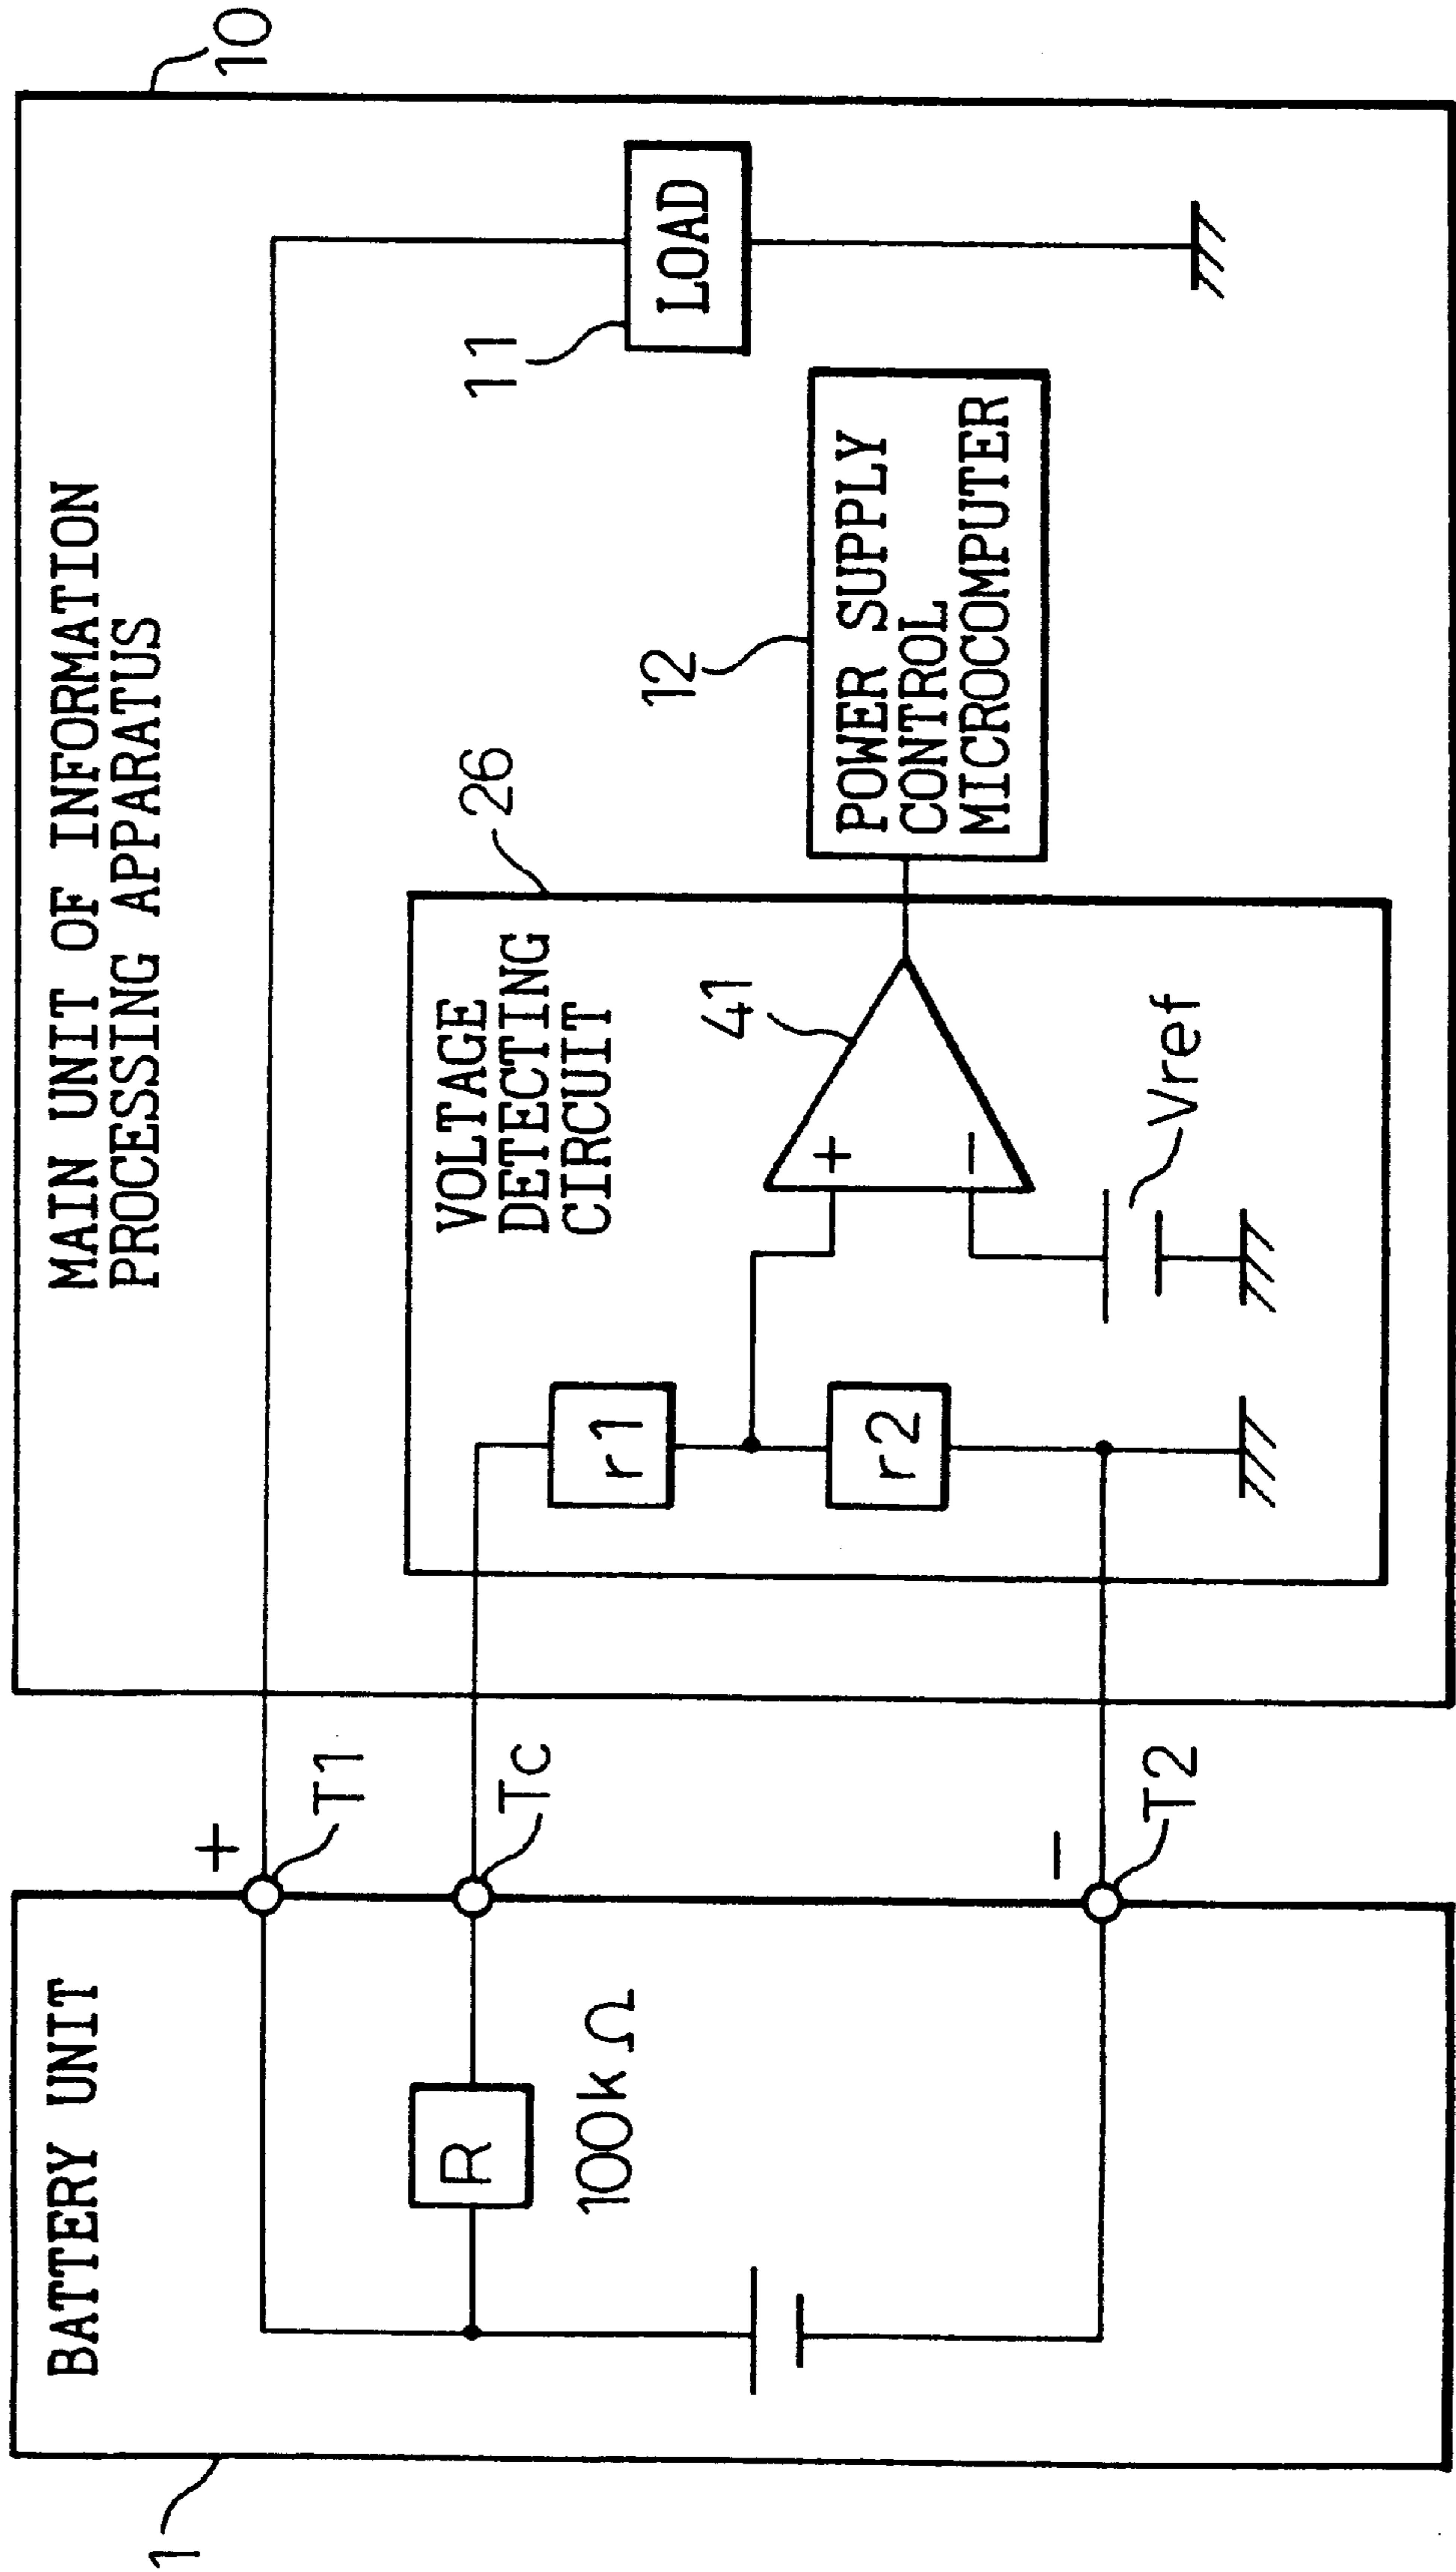 BATTERY UNIT
1
R
100kΩ
+
T1
Tc
−
T2
MAIN UNIT OF INFORMATION
PROCESSING APPARATUS
10
VOLTAGE
DETECTING
CIRCUIT
26
r1
r2
+
−
41
Vref
12
POWER SUPPLY
CONTROL
MICROCOMPUTER
11
LOAD